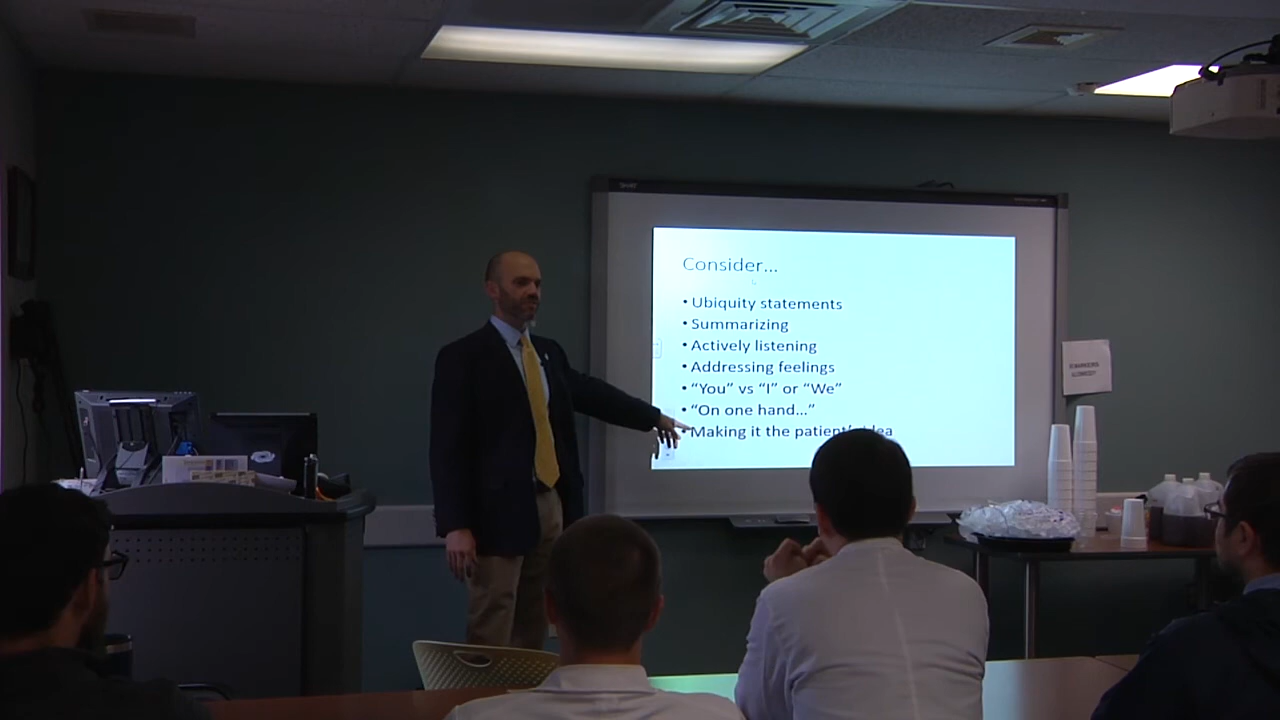 SMART
Consider...
• Ubiquity statements
• Summarizing
• Actively listening
• Addressing feelings
• “You” vs “I” or “We”
• “On one hand...”
• Making it the patient's idea